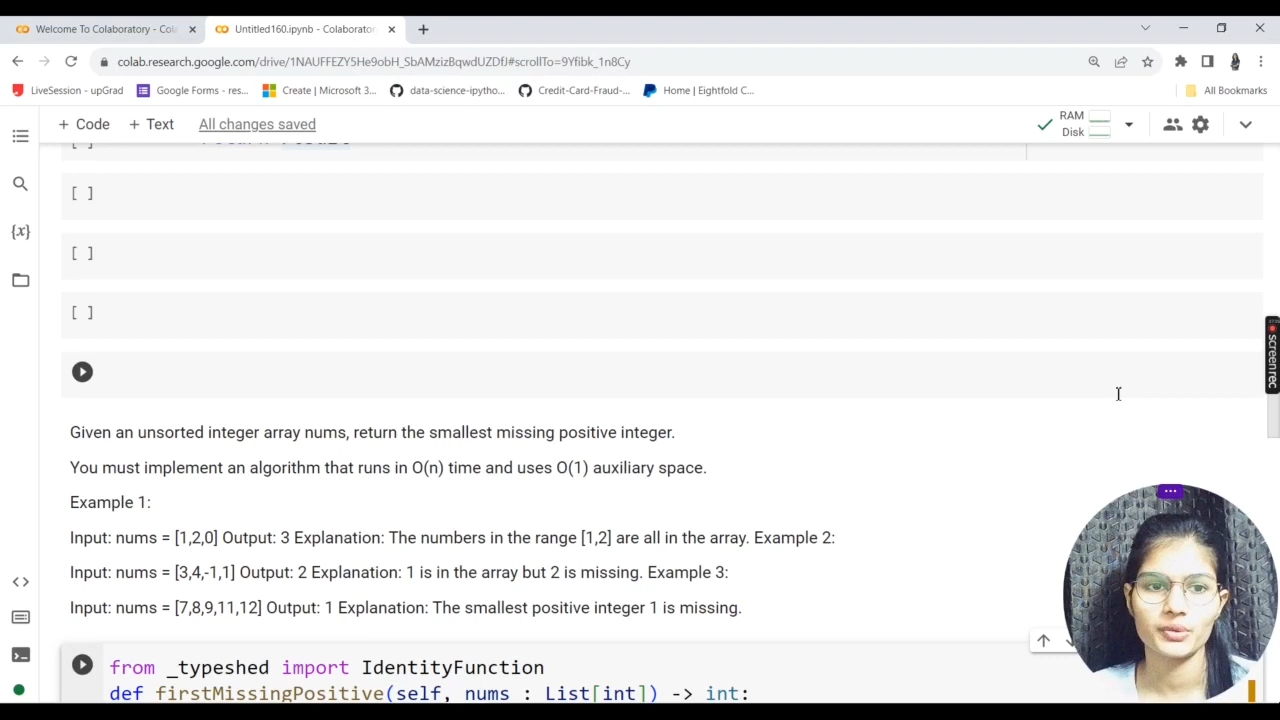 Welcome To Colaboratory - Col
Untitled160.ipynb - Colaborator
colab.research.google.com/drive/1NAUFFEZY5He9obH_SbAMzizBqwdUZDfJ#scrollTo=9Yfibk_1n8Cy
LiveSession - upGrad
Google Forms - res...
Create | Microsoft 3...
data-science-ipytho...
Credit-Card-Fraud-...
Home | Eightfold C...
All Bookmarks
+ Code + Text All changes saved
RAM
Disk
[ ]
[ ]
[ ]
[ ]
{x}
Given an unsorted integer array nums, return the smallest missing positive integer.
You must implement an algorithm that runs in O(n) time and uses O(1) auxiliary space.
Example 1:
Input: nums = [1,2,0] Output: 3 Explanation: The numbers in the range [1,2] are all in the array. Example 2:
Input: nums = [3,4,-1,1] Output: 2 Explanation: 1 is in the array but 2 is missing. Example 3:
Input: nums = [7,8,9,11,12] Output: 1 Explanation: The smallest positive integer 1 is missing.
from _typeshed import IdentityFunction
def firstMissingPositive(self, nums : List[int]) -> int:
screenrec